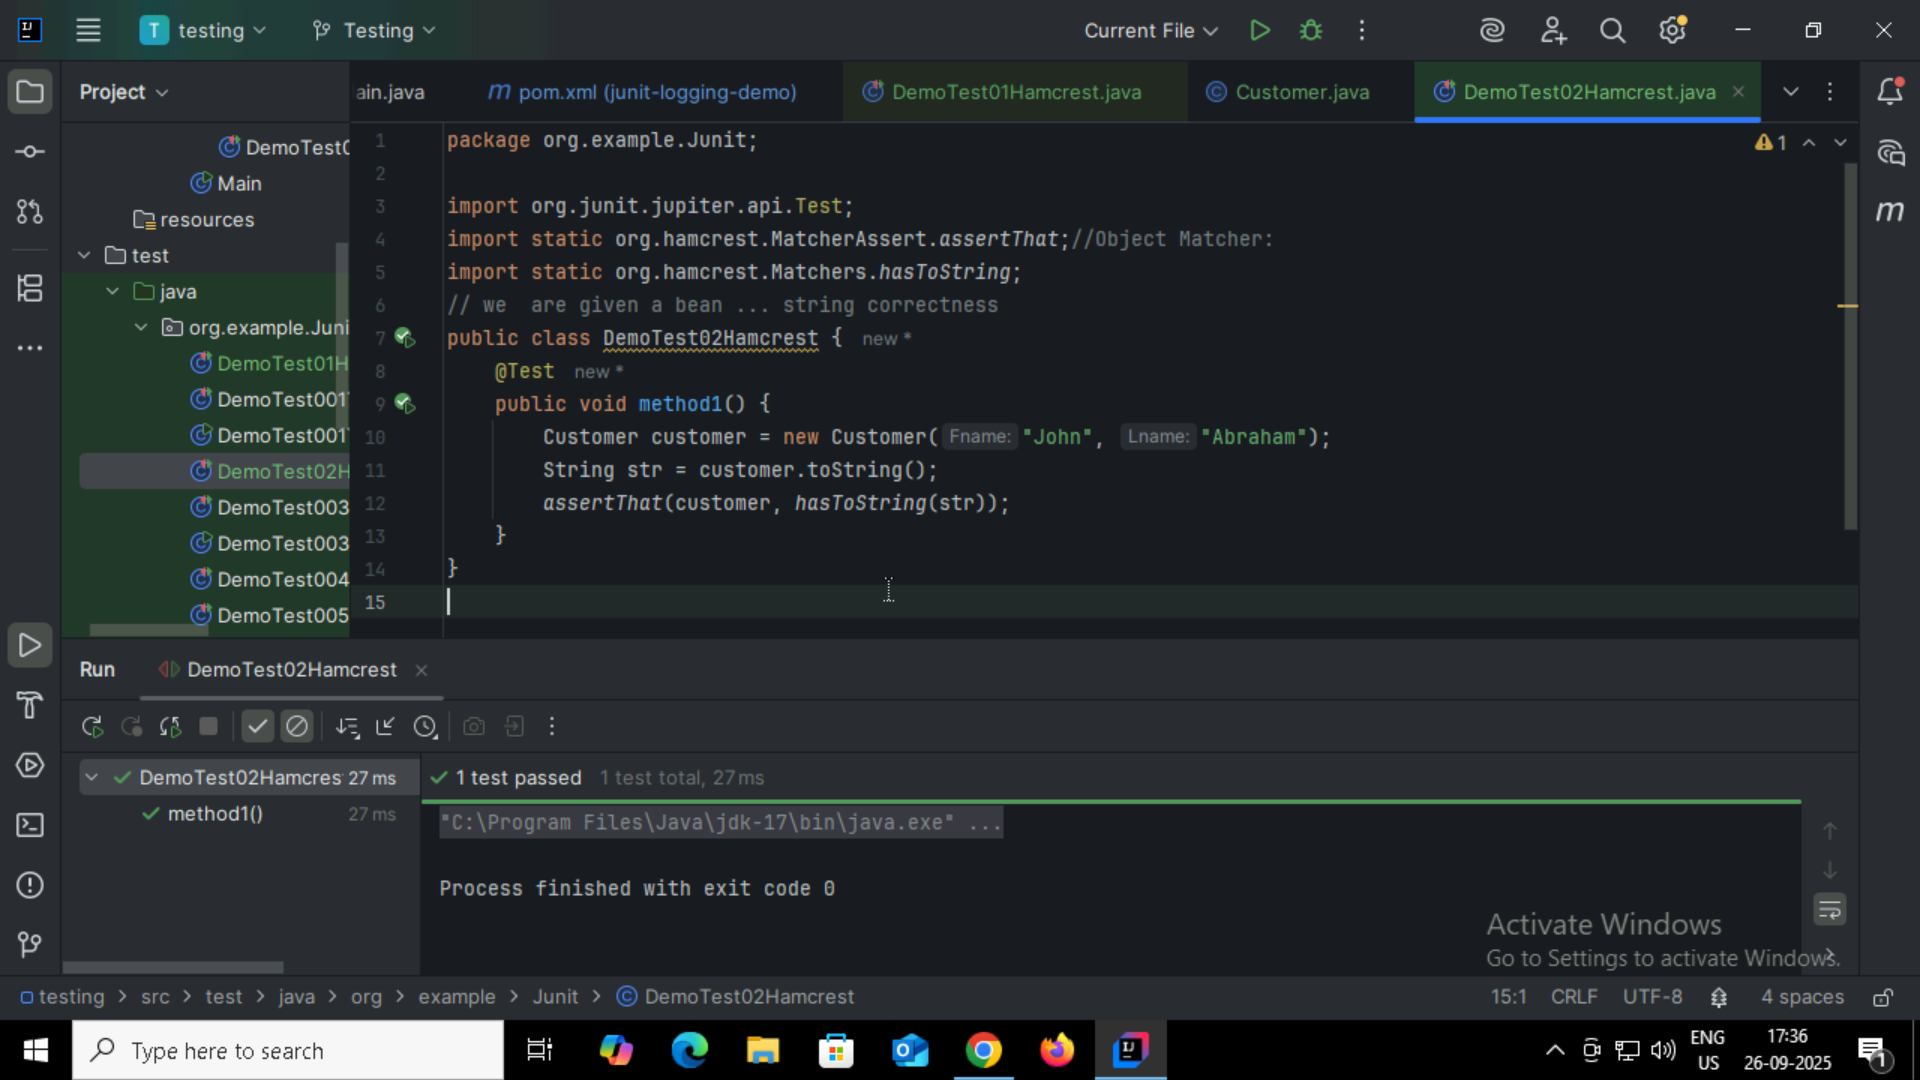 testing
Testing
Current File
Project
ain.java
pom.xml (junit-logging-demo)
DemoTest01Hamcrest.java
Customer.java
DemoTest02Hamcrest.java
DemoTest0
Main
resources
test
java
org.example.Juni
DemoTest01H
DemoTest001
DemoTest001
DemoTest02H
DemoTest003
DemoTest003
DemoTest004
DemoTest005
1 package org.example.Junit;
2
3 import org.junit.jupiter.api.Test;
4 import static org.hamcrest.MatcherAssert.assertThat;//Object Matcher:
5 import static org.hamcrest.Matchers.hasToString;
6 // we  are given a bean ... string correctness
7 public class DemoTest02Hamcrest { new *
8 @Test new *
9 public void method1() {
10 Customer customer = new Customer( Fname: "John", Lname: "Abraham");
11 String str = customer.toString();
12 assertThat(customer, hasToString(str));
13 }
14 }
15
1
Run
DemoTest02Hamcrest
DemoTest02Hamcres 27 ms
method1() 27 ms
1 test passed 1 test total, 27 ms
"C:\Program Files\Java\jdk-17\bin\java.exe" ...
Process finished with exit code 0
Activate Windows
Go to Settings to activate Windows.
testing > src > test > java > org > example > Junit > DemoTest02Hamcrest
15:1 CRLF UTF-8 4 spaces
Type here to search
ENG
US
17:36
26-09-2025
1